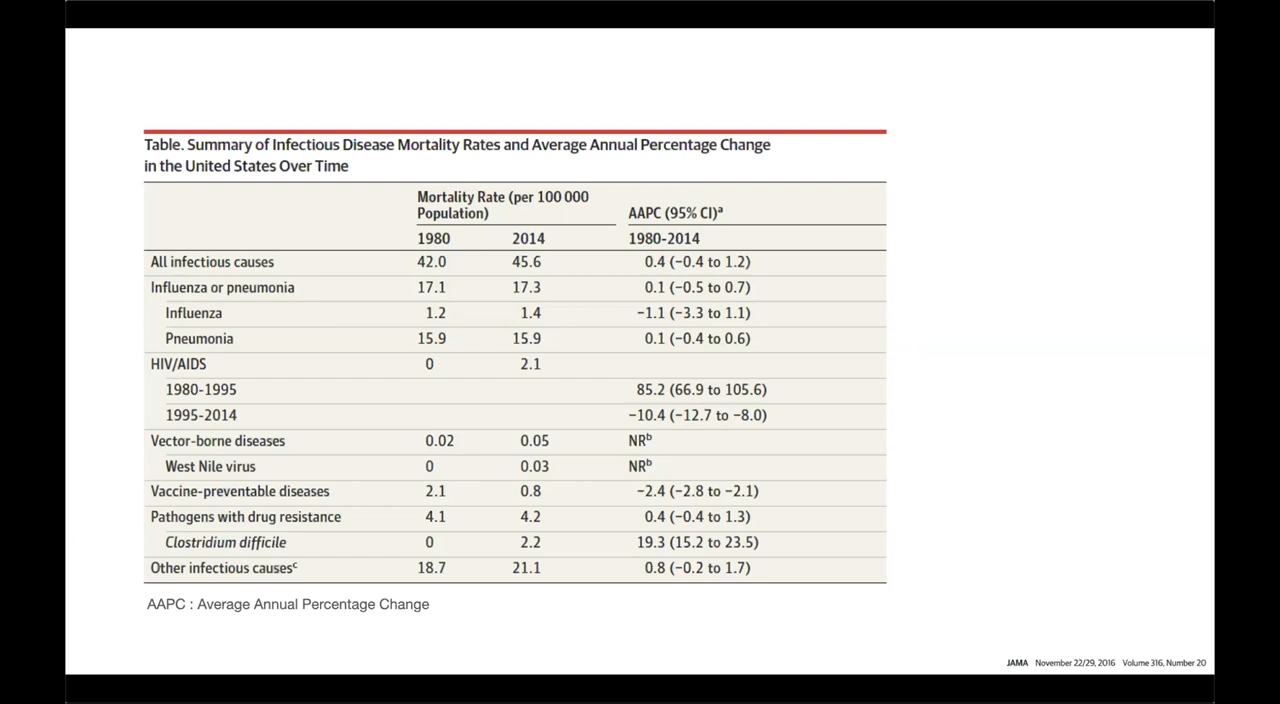 Table. Summary of Infectious Disease Mortality Rates and Average Annual Percentage Change
in the United States Over Time
Mortality Rate (per 100 000
Population)
AAPC (95% CI)ª
1980 2014 1980-2014
All infectious causes 42.0 45.6 0.4 (−0.4 to 1.2)
Influenza or pneumonia 17.1 17.3 0.1 (−0.5 to 0.7)
Influenza 1.2 1.4 −1.1 (−3.3 to 1.1)
Pneumonia 15.9 15.9 0.1 (−0.4 to 0.6)
HIV/AIDS 0 2.1
1980-1995 85.2 (66.9 to 105.6)
1995-2014 −10.4 (−12.7 to −8.0)
Vector-borne diseases 0.02 0.05 NRᵇ
West Nile virus 0 0.03 NRᵇ
Vaccine-preventable diseases 2.1 0.8 −2.4 (−2.8 to −2.1)
Pathogens with drug resistance 4.1 4.2 0.4 (−0.4 to 1.3)
Clostridium difficile 0 2.2 19.3 (15.2 to 23.5)
Other infectious causesᶜ 18.7 21.1 0.8 (−0.2 to 1.7)
AAPC : Average Annual Percentage Change
JAMA November 22/29, 2016 Volume 316, Number 20